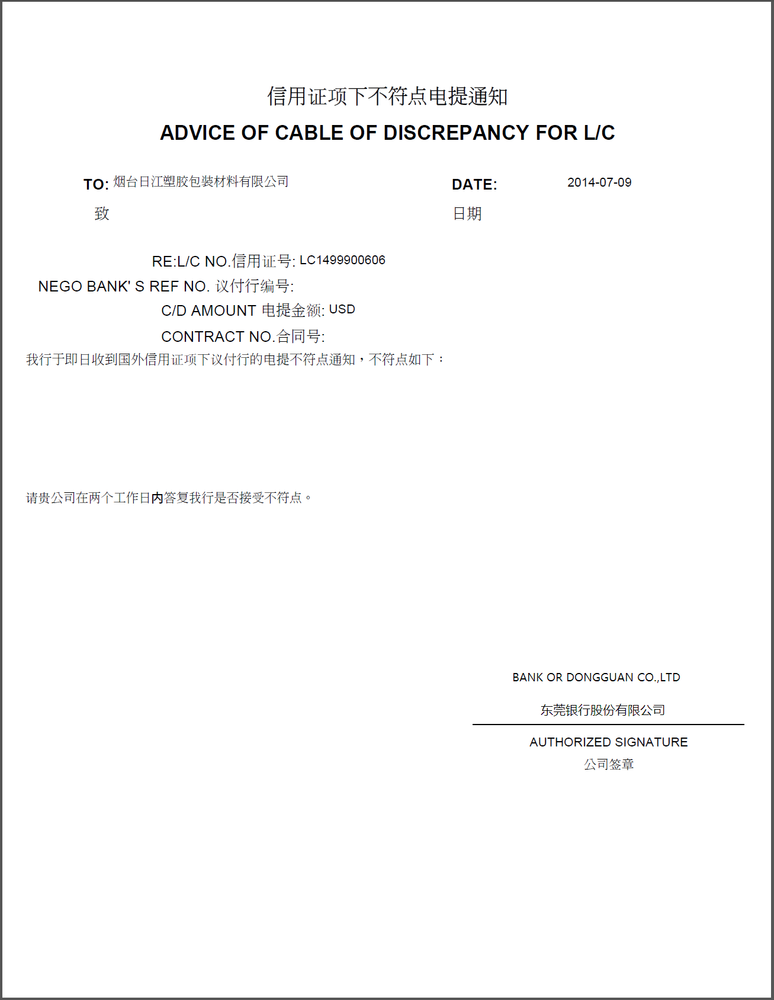 信用证项下不符点电提通知
ADVICE OF CABLE OF DISCREPANCY FOR L/C
TO: 烟台日江塑胶包装材料有限公司 DATE: 2014-07-09
致 日期
RE:L/C NO.信用证号: LC1499900606
NEGO BANK' S REF NO. 议付行编号:
C/D AMOUNT 电提金额: USD
CONTRACT NO.合同号:
我行于即日收到国外信用证项下议付行的电提不符点通知，不符点如下：
请贵公司在两个工作日内答复我行是否接受不符点。
BANK OR DONGGUAN CO.,LTD
东莞银行股份有限公司
AUTHORIZED SIGNATURE
公司签章